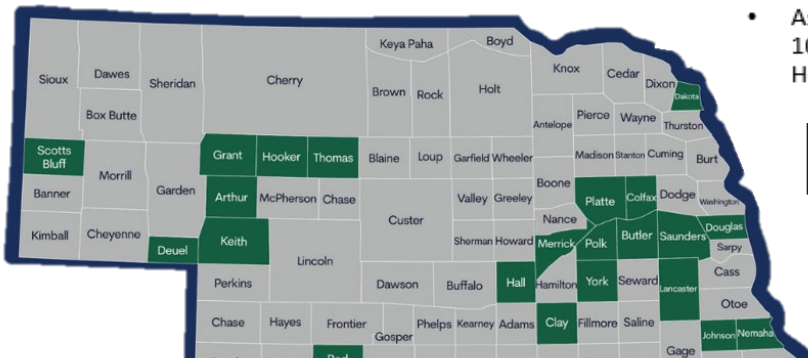 Keya Paha
Boyd
Sioux
Dawes
Sheridan
Cherry
Knox
Cedar
Dixon
Dakota
Box Butte
Brown
Rock
Holt
Antelope
Pierce
Wayne
Thurston
Scotts
Bluff
Morrill
Garden
Grant
Hooker
Thomas
Blaine
Loup
Garfield
Wheeler
Boone
Madison
Stanton
Cuming
Burt
Banner
Arthur
McPherson
Chase
Custer
Valley
Greeley
Nance
Platte
Colfax
Dodge
Washington
Kimball
Cheyenne
Deuel
Keith
Lincoln
Sherman
Howard
Merrick
Polk
Butler
Saunders
Douglas
Sarpy
Perkins
Dawson
Buffalo
Hall
Hamilton
York
Seward
Lancaster
Cass
Otoe
Chase
Hayes
Frontier
Gosper
Phelps
Kearney
Adams
Clay
Fillmore
Saline
Gage
Johnson
Nemaha
•